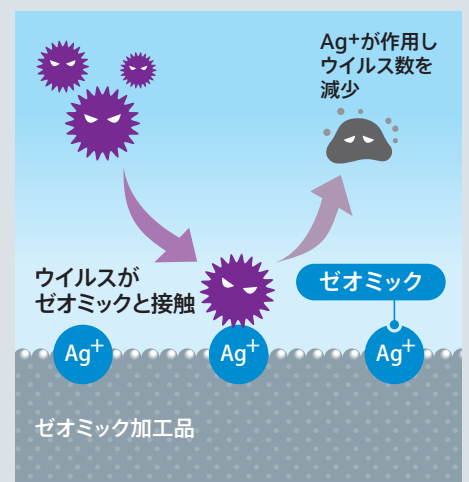 Ag⁺が作用し
ウイルス数を
減少
ウイルスが
ゼオミックと接触
ゼオミック
Ag⁺
Ag⁺
Ag⁺
ゼオミック加工品